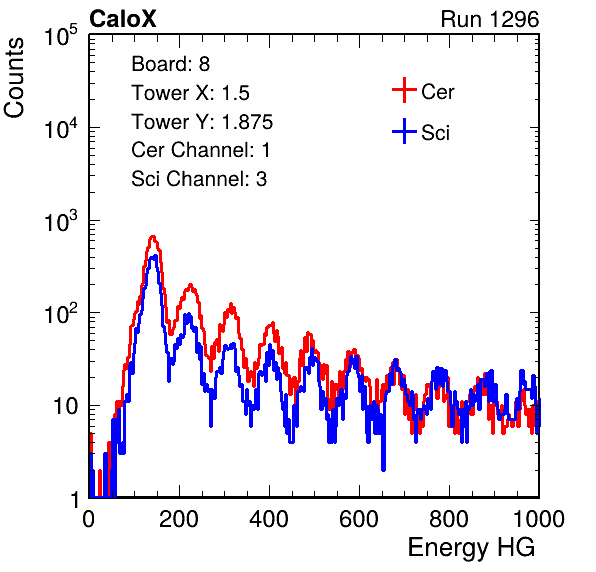 CaloX Run 1296
Counts
10^5
10^4
10^3
10^2
10
1
Board: 8
Tower X: 1.5
Tower Y: 1.875
Cer Channel: 1
Sci Channel: 3
Cer
Sci
0 200 400 600 800 1000
Energy HG